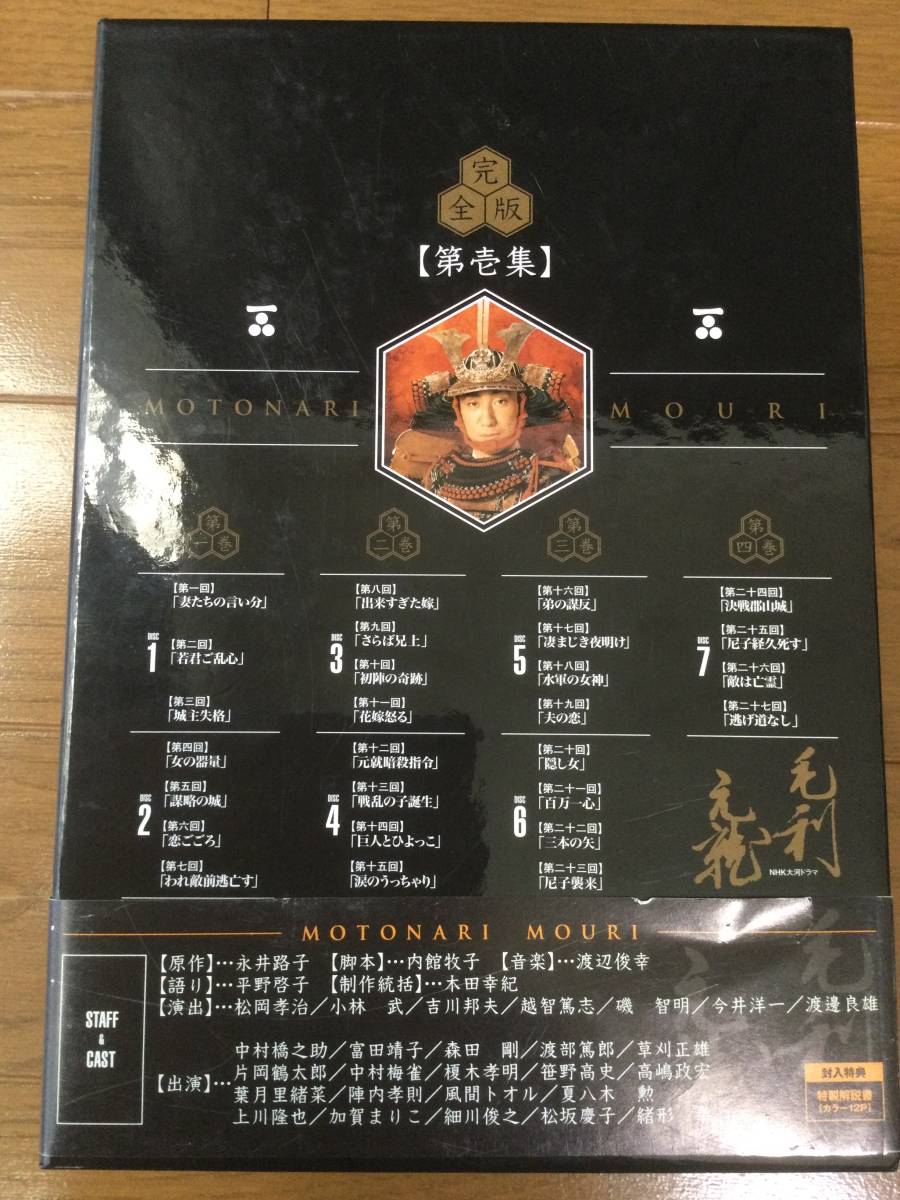 完
全版
【第壱集】
MOTONARI MOURI
第一巻
【第一回】
「妻たちの言い分」
DISC 1
【第二回】
「若君ご乱心」
【第三回】
「城主失格」
【第四回】
「女の器量」
DISC 2
【第五回】
「謀略の城」
【第六回】
「恋ごころ」
【第七回】
「われ敵前逃亡す」
第二巻
【第八回】
「出来すぎた嫁」
DISC 3
【第九回】
「さらば兄上」
【第十回】
「初陣の奇跡」
【第十一回】
「花嫁怒る」
【第十二回】
「元就暗殺指令」
DISC 4
【第十三回】
「戦乱の子誕生」
【第十四回】
「巨人とひよっこ」
【第十五回】
「涙のうっちゃり」
第三巻
【第十六回】
「弟の謀反」
DISC 5
【第十七回】
「凄まじき夜明け」
【第十八回】
「水軍の女神」
【第十九回】
「夫の恋」
【第二十回】
「隠し女」
DISC 6
【第二十一回】
「百万一心」
【第二十二回】
「三本の矢」
【第二十三回】
「尼子襲来」
第四巻
【第二十四回】
「決戦郡山城」
DISC 7
【第二十五回】
「尼子経久死す」
【第二十六回】
「敵は亡霊」
【第二十七回】
「逃げ道なし」
毛利
元就
NHK大河ドラマ
MOTONARI MOURI
STAFF
&
CAST
【原作】…永井路子 【脚本】…内館牧子 【音楽】…渡辺俊幸
【語り】…平野啓子 【制作統括】…木田幸紀
【演出】…松岡孝治／小林 武／吉川邦夫／越智篤志／磯 智明／今井洋一／渡邊良雄
【出演】…中村橋之助／富田靖子／森田 剛／渡部篤郎／草刈正雄
片岡鶴太郎／中村梅雀／榎木孝明／笹野高史／高嶋政宏
葉月里緒菜／陣内孝則／風間トオル／夏八木 勲
上川隆也／加賀まりこ／細川俊之／松坂慶子／緒形
封入特典
特製解説書
【カラー12P】